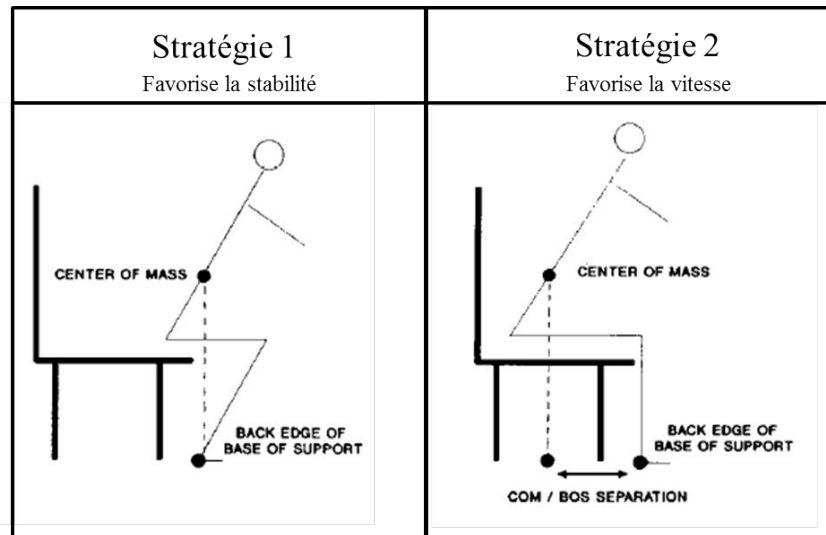 Stratégie 1
Favorise la stabilité
Stratégie 2
Favorise la vitesse
CENTER OF MASS
BACK EDGE OF
BASE OF SUPPORT
CENTER OF MASS
BACK EDGE OF
BASE OF SUPPORT
COM / BOS SEPARATION